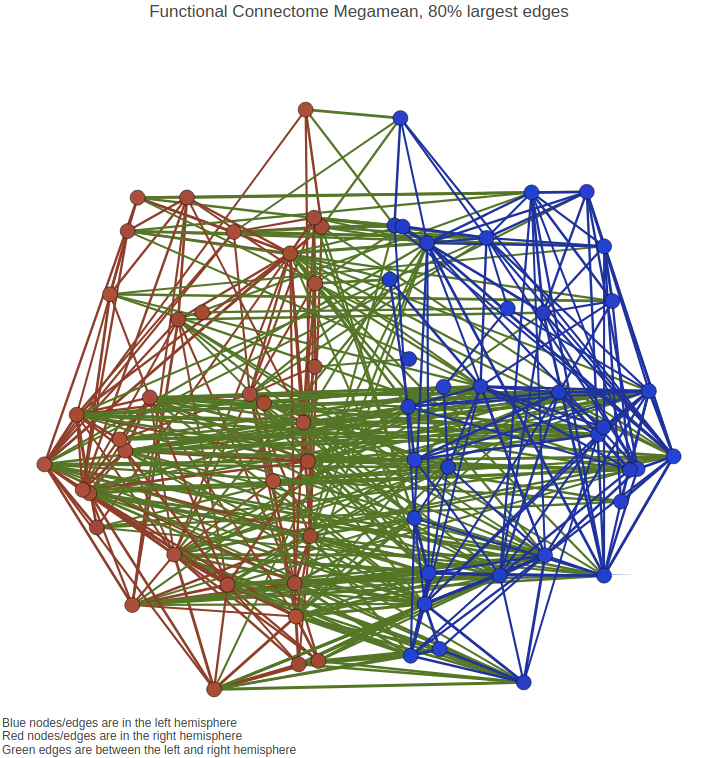 Functional Connectome Megamean, 80% largest edges
Blue nodes/edges are in the left hemisphere
Red nodes/edges are in the right hemisphere
Green edges are between the left and right hemisphere